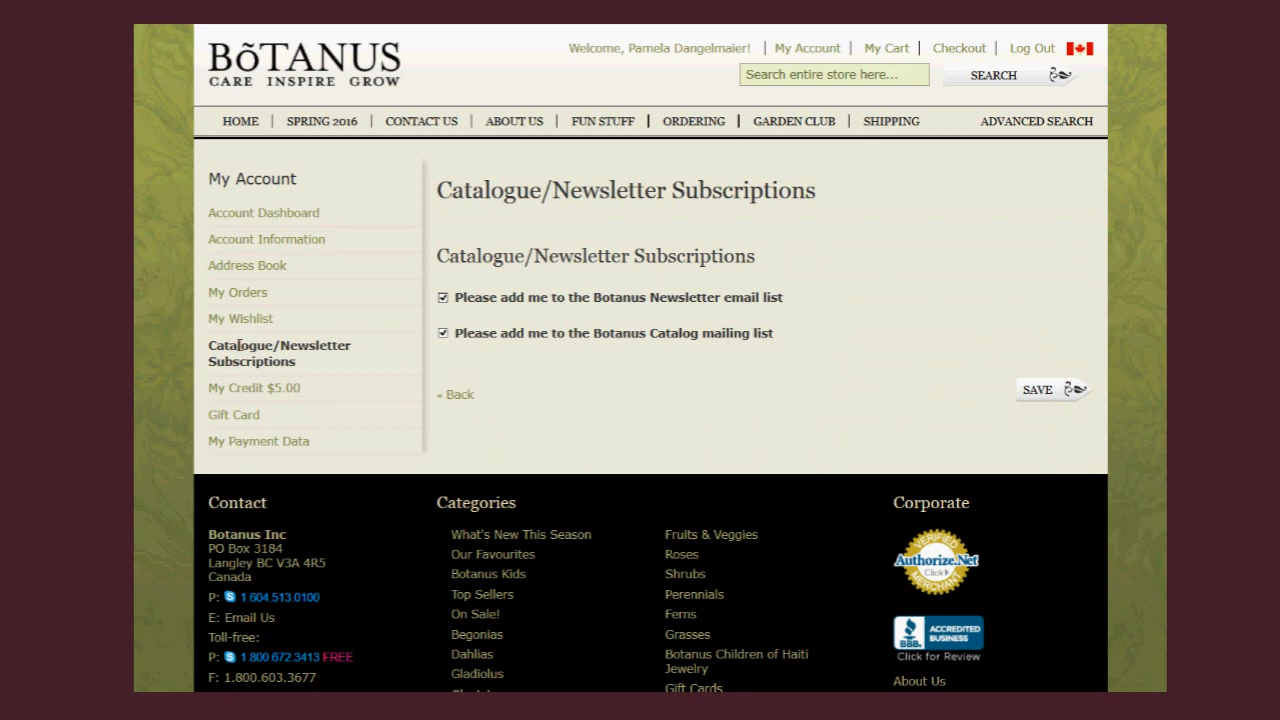 BõTANUS
CARE INSPIRE GROW
Welcome, Pamela Dangelmaier! | My Account | My Cart | Checkout | Log Out
Search entire store here...
SEARCH
HOME | SPRING 2016 | CONTACT US | ABOUT US | FUN STUFF | ORDERING | GARDEN CLUB | SHIPPING
ADVANCED SEARCH
My Account
Account Dashboard
Account Information
Address Book
My Orders
My Wishlist
Catalogue/Newsletter
Subscriptions
My Credit $5.00
Gift Card
My Payment Data
Catalogue/Newsletter Subscriptions
Catalogue/Newsletter Subscriptions
Please add me to the Botanus Newsletter email list
Please add me to the Botanus Catalog mailing list
« Back
SAVE
Contact
Botanus Inc
PO Box 3184
Langley BC V3A 4R5
Canada
P: 1.604.513.0100
E: Email Us
Toll-free:
P: 1.800.672.3413 FREE
F: 1.800.603.3677
Categories
What's New This Season
Our Favourites
Botanus Kids
Top Sellers
On Sale!
Begonias
Dahlias
Gladiolus
Fruits & Veggies
Roses
Shrubs
Perennials
Ferns
Grasses
Botanus Children of Haiti
Jewelry
Gift Cards
Corporate
VERIFIED
Authorize.Net
Click
MERCHANT
BBB
ACCREDITED
BUSINESS
Click for Review
About Us